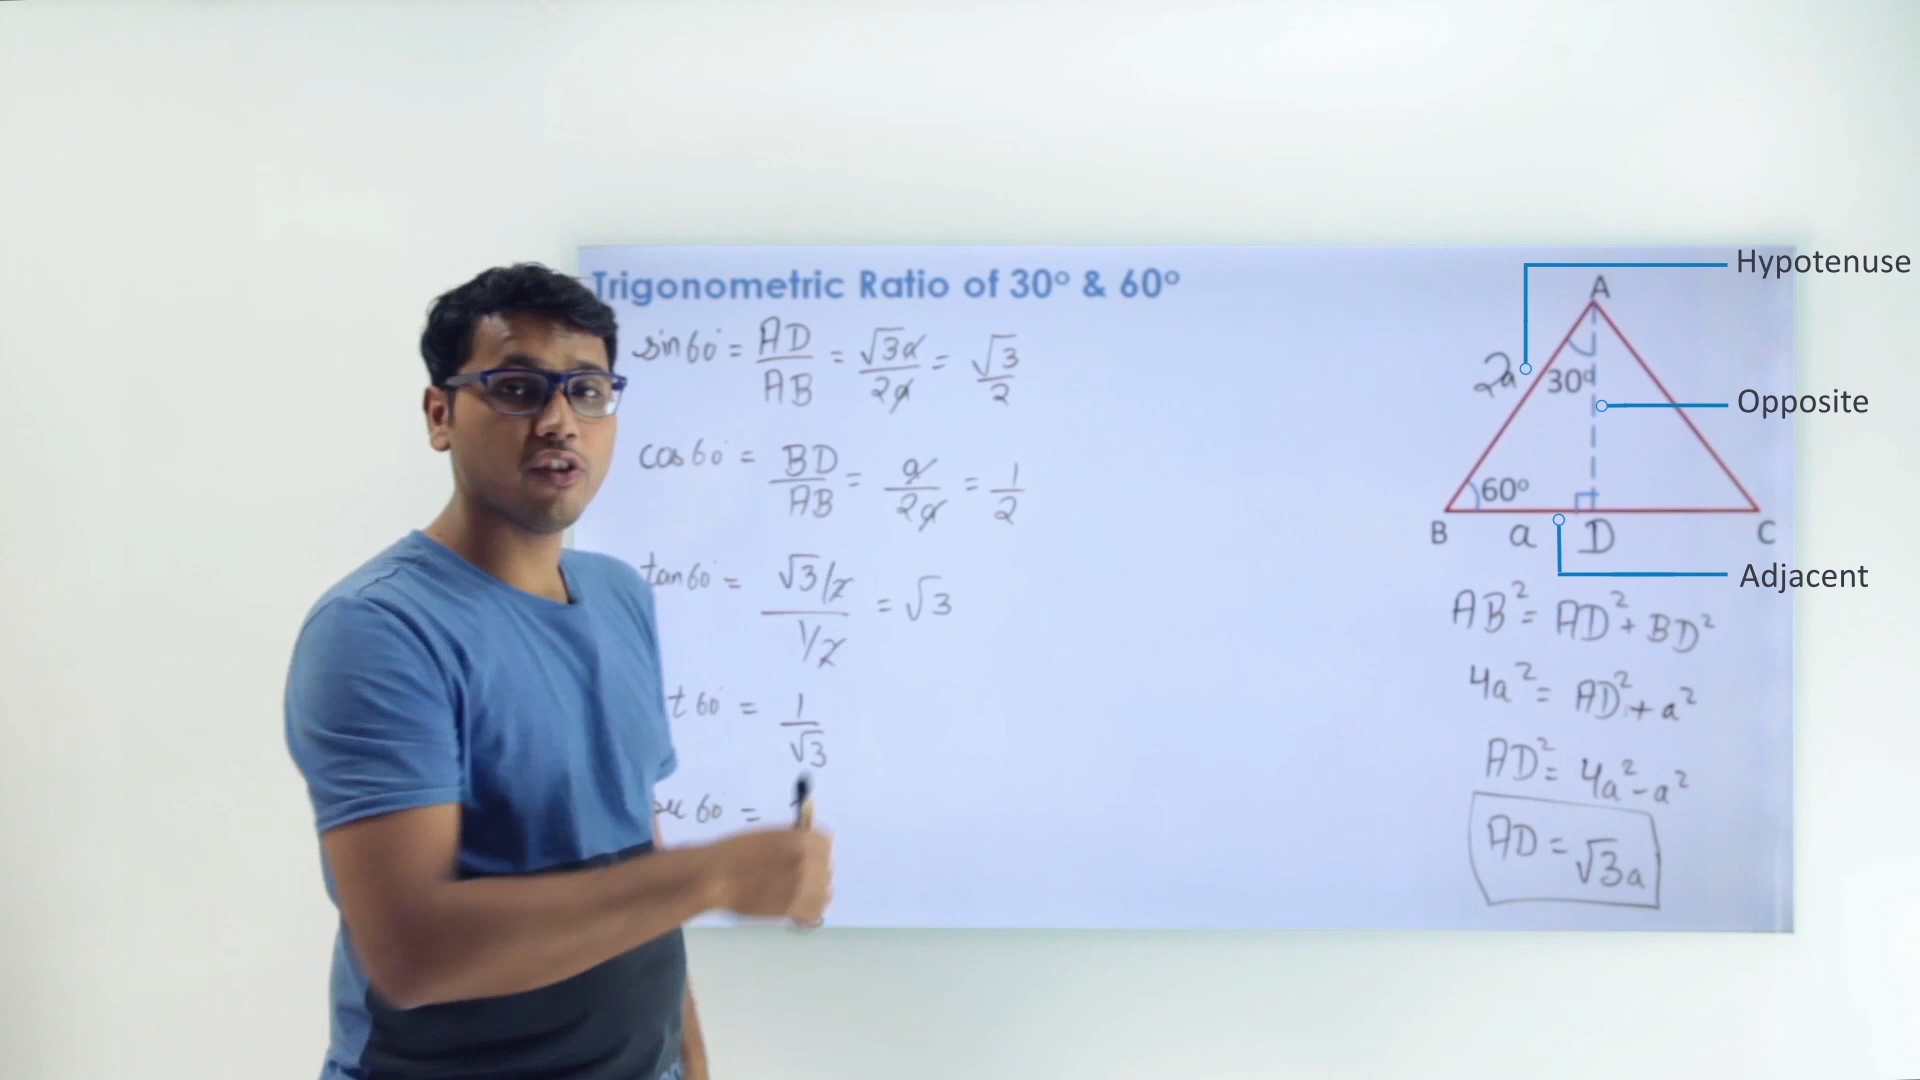 Trigonometric Ratio of 30° & 60°
sin 60° = AD/AB = √3a/2a = √3/2
cos 60° = BD/AB = a/2a = 1/2
tan 60° = √3/2 / 1/2 = √3
t 60° = 1/√3
ec 60° =
Hypotenuse
A
2a
30°
Opposite
60°
B a D C
Adjacent
AB² = AD² + BD²
4a² = AD² + a²
AD² = 4a² - a²
AD = √3a